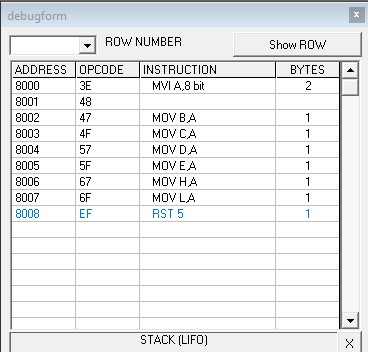 debugform x
ROW NUMBER Show ROW
ADDRESS OPCODE INSTRUCTION BYTES
8000 3E MVI A,8 bit 2
8001 48
8002 47 MOV B,A 1
8003 4F MOV C,A 1
8004 57 MOV D,A 1
8005 5F MOV E,A 1
8006 67 MOV H,A 1
8007 6F MOV L,A 1
8008 EF RST 5 1
STACK (LIFO) X